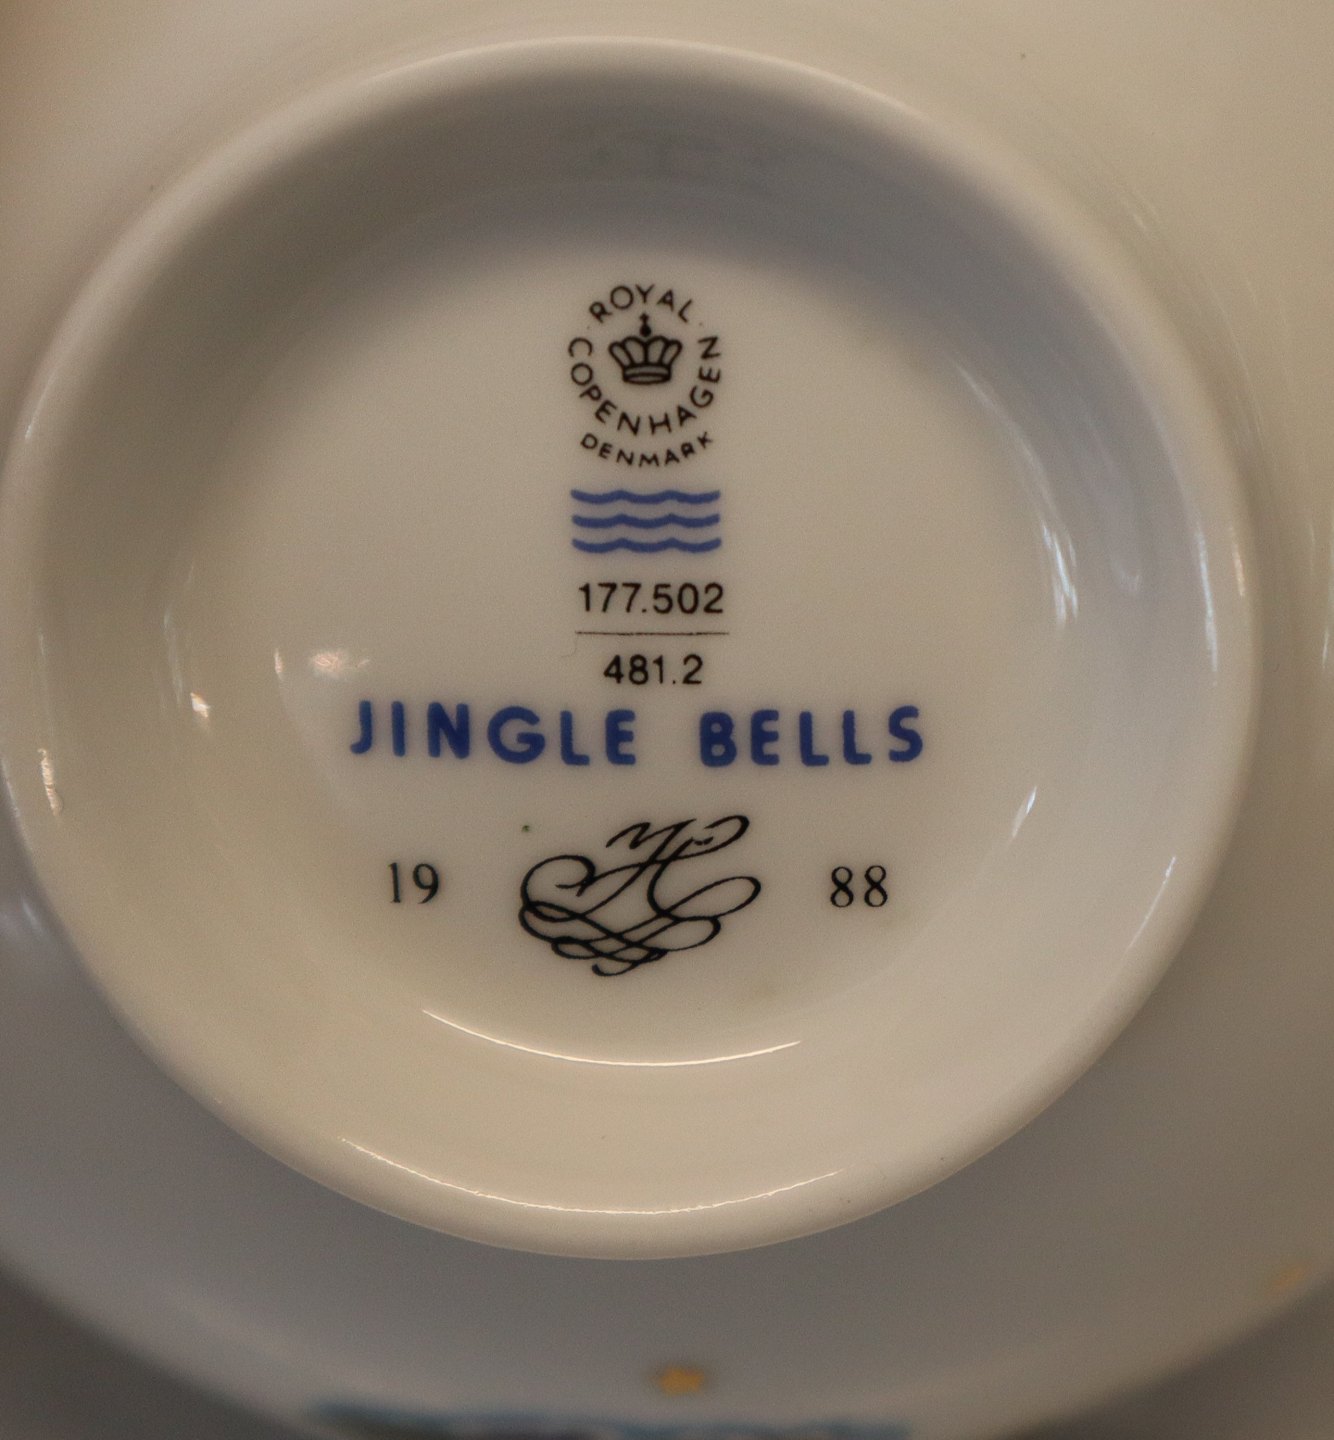 ROYAL
COPENHAGEN
DENMARK
177.502
481.2
JINGLE BELLS
19 88